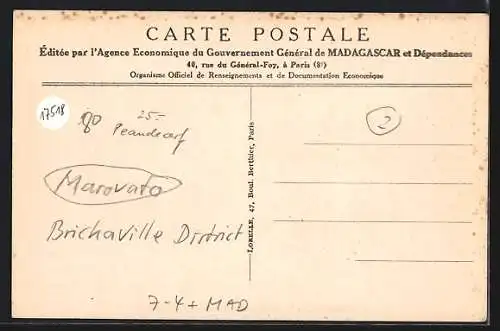 CARTE POSTALE
Éditée par l'Agence Economique du Gouvernement Général de MADAGASCAR et Dépendances
40, rue du Général-Foy, à Paris (8e)
Organisme Officiel de Renseignements et de Documentation Economique
17518
25=
2
Marovato
Brichaville District
LORELLE, 47, Boul. Berthier, Paris
7-4 + MAD